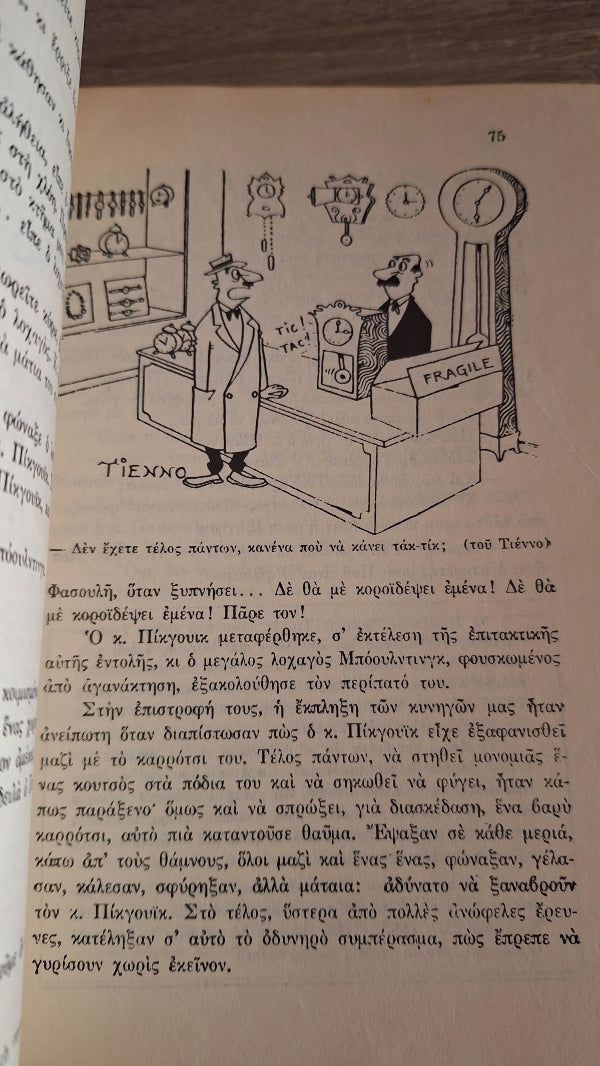 75
TIC!
TAC!
FRAGILE
TIENNO
— Δὲν ἔχετε τέλος πάντων, κανένα ποὺ νὰ κάνει τάκ-τίκ; (τοῦ Τιέννο)
Φασουλῆ, ὅταν ξυπνήσει... Δὲ θὰ μὲ κοροϊδέψει ἐμένα! Δὲ θὰ
μὲ κοροϊδέψει ἐμένα! Πᾶρε τον!
Ὁ κ. Πίκγουικ μεταφέρθηκε, σ' ἐκτέλεση τῆς ἐπιτακτικῆς
αὐτῆς ἐντολῆς, κι ὁ μεγάλος λοχαγὸς Μπόουλντινγκ, φουσκωμένος
ἀπὸ ἀγανάκτηση, ἐξακολούθησε τὸν περίπατό του.
Στὴν ἐπιστροφή τους, ἡ ἔκπληξη τῶν κυνηγῶν μας ἦταν
ἀνείπωτη ὅταν διαπίστωσαν πὼς ὁ κ. Πίκγουϊκ εἶχε ἐξαφανισθεῖ
μαζὶ μὲ τὸ καρρότσι του. Τέλος πάντων, νὰ στηθεῖ μονομιᾶς ἕ-
νας κουτσὸς στὰ πόδια του καὶ νὰ σηκωθεῖ νὰ φύγει, ἦταν κά-
πως παράξενο· ὅμως καὶ νὰ σπρώξει, γιὰ διασκέδαση, ἕνα βαρὺ
καρρότσι, αὐτὸ πιὰ καταντοῦσε θαῦμα. Ἔψαξαν σὲ κάθε μεριά,
κάτω ἀπ' τοὺς θάμνους, ὅλοι μαζὶ καὶ ἕνας ἕνας, φώναξαν, γέλα-
σαν, κάλεσαν, σφύρηξαν, ἀλλὰ μάταια: ἀδύνατο νὰ ξαναβροῦν
τὸν κ. Πίκγουϊκ. Στὸ τέλος, ὕστερα ἀπὸ πολλὲς ἀνώφελες ἔρευ-
νες, κατέληξαν σ' αὐτὸ τὸ ὀδυνηρὸ συμπέρασμα, πὼς ἔπρεπε νὰ
γυρίσουν χωρὶς ἐκεῖνον.